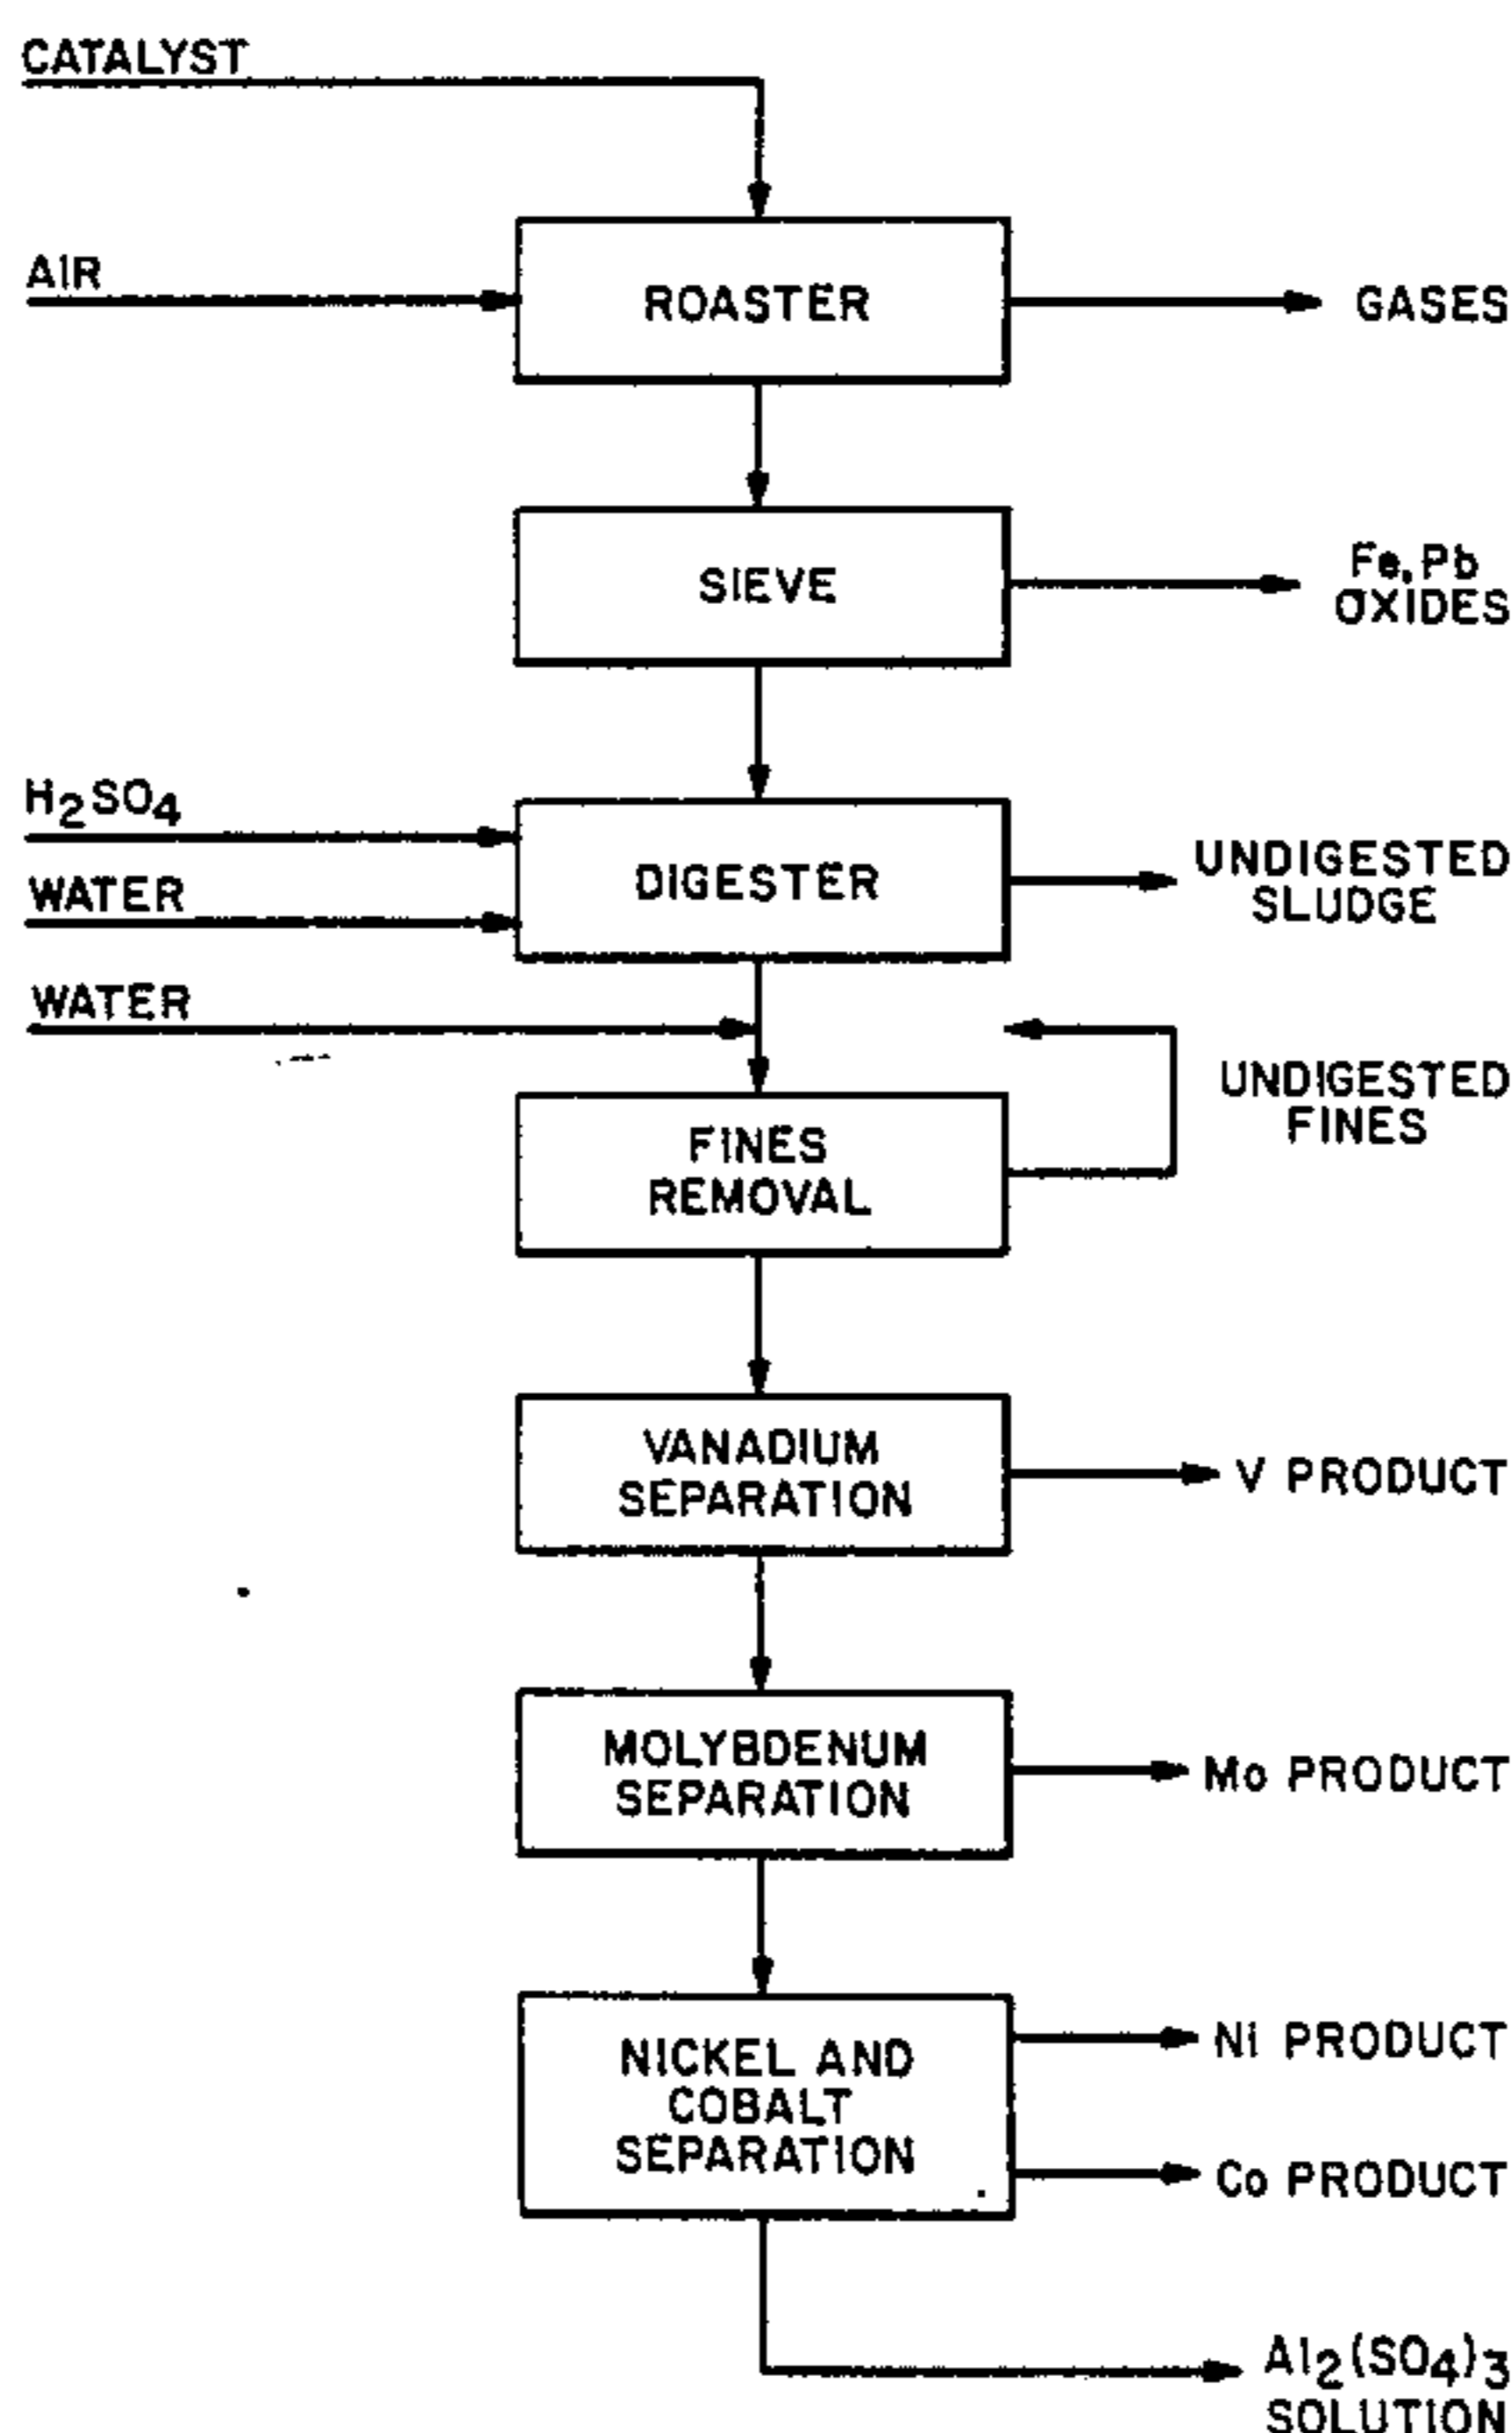 CATALYST
AIR
ROASTER
GASES
SIEVE
Fe, Pb
OXIDES
H₂SO₄
WATER
DIGESTER
UNDIGESTED
SLUDGE
WATER
UNDIGESTED
FINES
FINES
REMOVAL
VANADIUM
SEPARATION
V PRODUCT
MOLYBDENUM
SEPARATION
Mo PRODUCT
NICKEL AND
COBALT
SEPARATION
Ni PRODUCT
Co PRODUCT
Al₂(SO₄)₃
SOLUTION